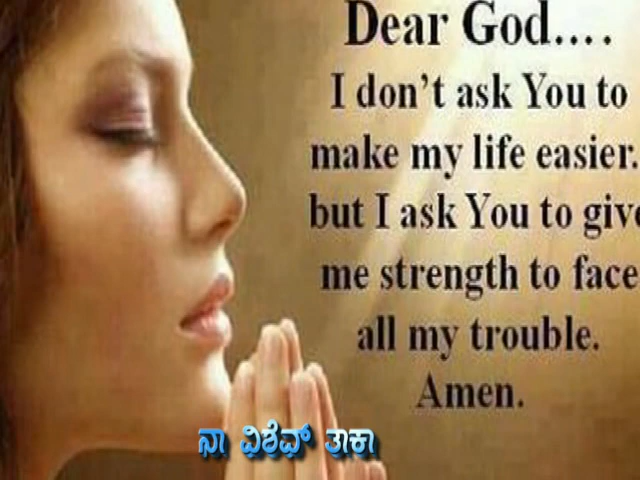 Dear God....
I don't ask You to
make my life easier.
but I ask You to give
me strength to face
all my trouble.
Amen.
ನಾ ವಿಶೆವ್ ತಾಕಾ